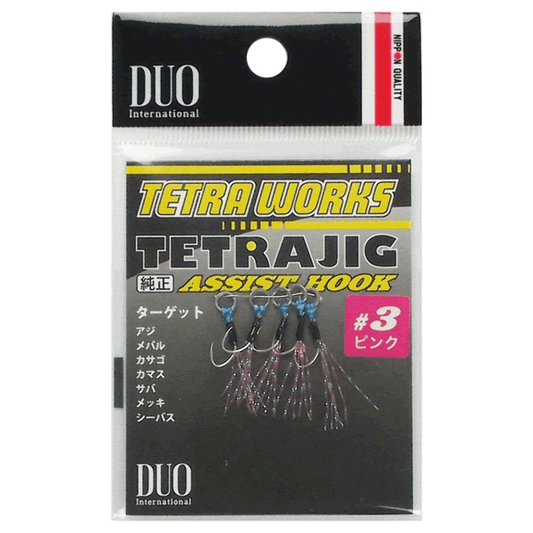 DUO
International
NIPPON QUALITY
TETRA WORKS
TETRAJIG
純正 ASSIST HOOK
ターゲット
アジ
メバル
カサゴ
カマス
サバ
メッキ
シーバス
#3
ピンク
DUO
International